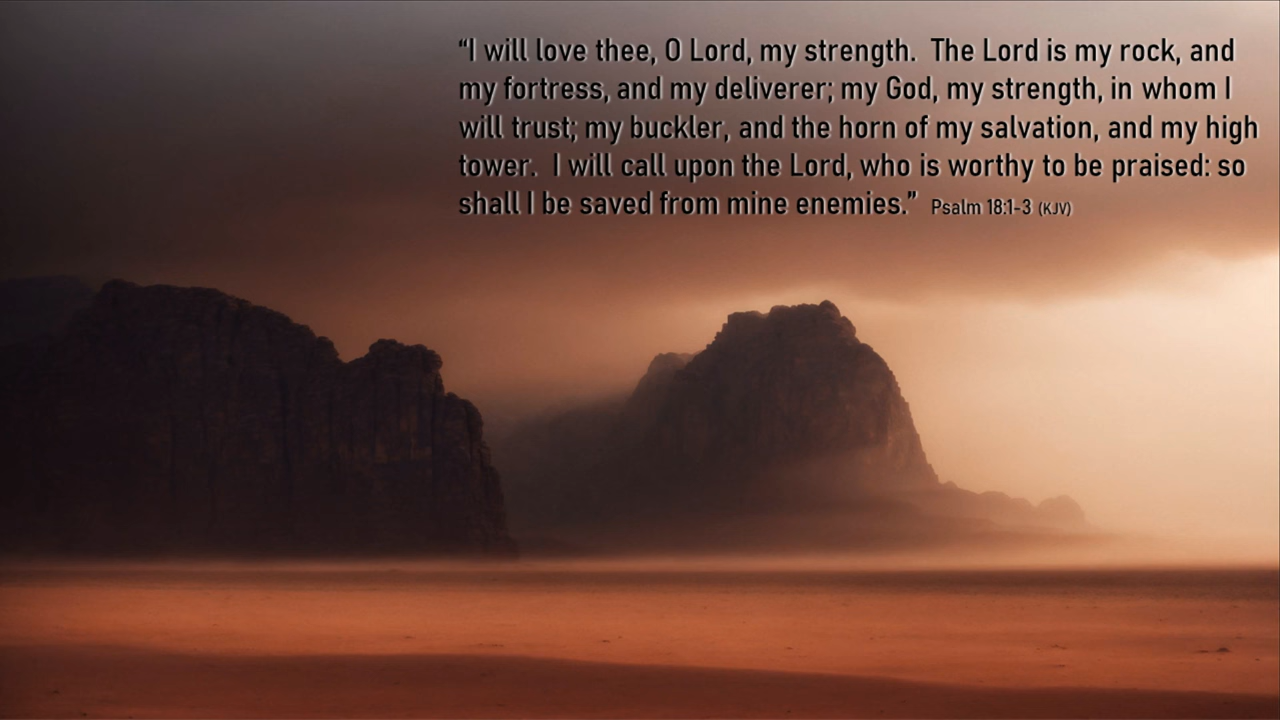 “I will love thee, O Lord, my strength.  The Lord is my rock, and
my fortress, and my deliverer; my God, my strength, in whom I
will trust; my buckler, and the horn of my salvation, and my high
tower.  I will call upon the Lord, who is worthy to be praised: so
shall I be saved from mine enemies.”  Psalm 18:1-3 (KJV)